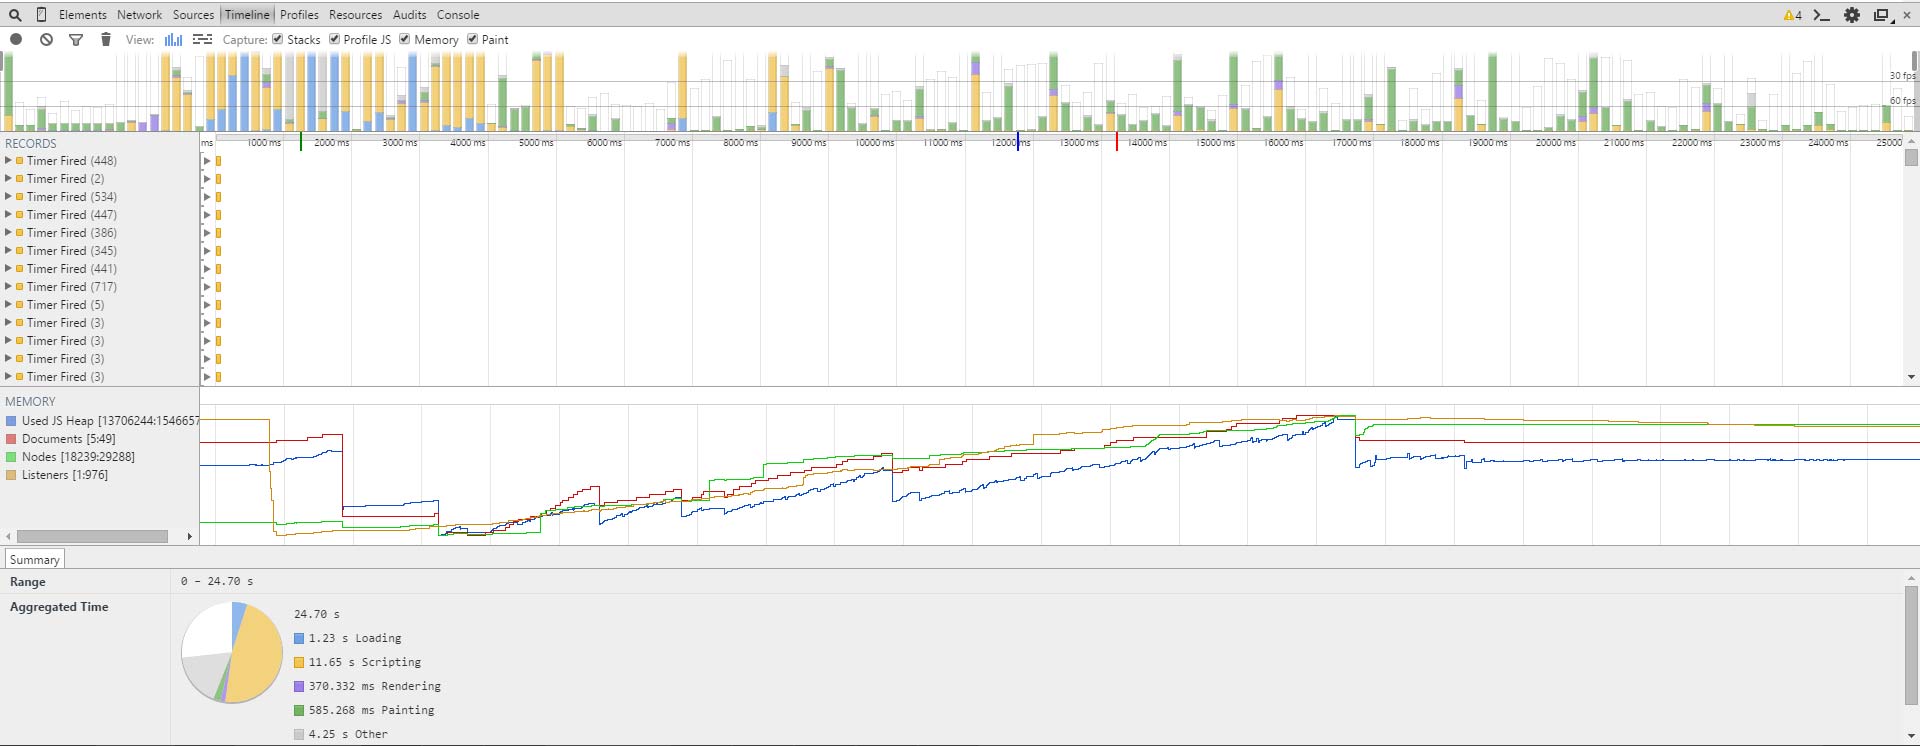 Elements Network Sources Timeline Profiles Resources Audits Console 4
View: Capture: Stacks Profile JS Memory Paint
30 fps
60 fps
RECORDS ms 1000 ms 2000 ms 3000 ms 4000 ms 5000 ms 6000 ms 7000 ms 8000 ms 9000 ms 10000 ms 11000 ms 12000 ms 13000 ms 14000 ms 15000 ms 16000 ms 17000 ms 18000 ms 19000 ms 20000 ms 21000 ms 22000 ms 23000 ms 24000 ms 25000
Timer Fired (448)
Timer Fired (2)
Timer Fired (534)
Timer Fired (447)
Timer Fired (386)
Timer Fired (345)
Timer Fired (441)
Timer Fired (717)
Timer Fired (5)
Timer Fired (3)
Timer Fired (3)
Timer Fired (3)
Timer Fired (3)
MEMORY
Used JS Heap [13706244:1546657
Documents [5:49]
Nodes [18239:29288]
Listeners [1:976]
Summary
Range 0 – 24.70 s
Aggregated Time
24.70 s
1.23 s Loading
11.65 s Scripting
370.332 ms Rendering
585.268 ms Painting
4.25 s Other